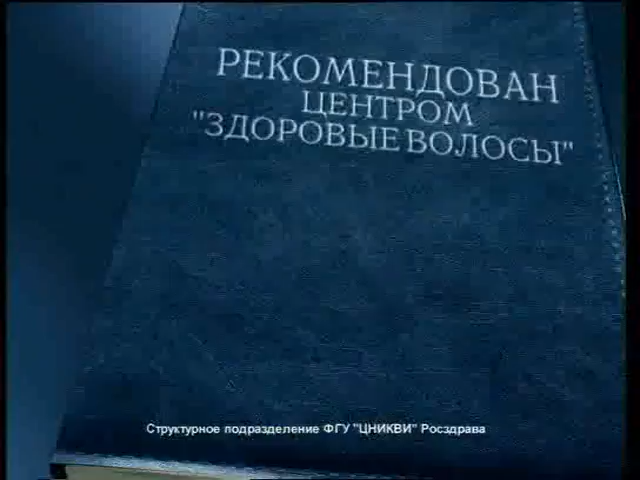 РЕКОМЕНДОВАН
ЦЕНТРОМ
"ЗДОРОВЫЕ ВОЛОСЫ"
Структурное подразделение ФГУ "ЦНИКВИ" Росздрава